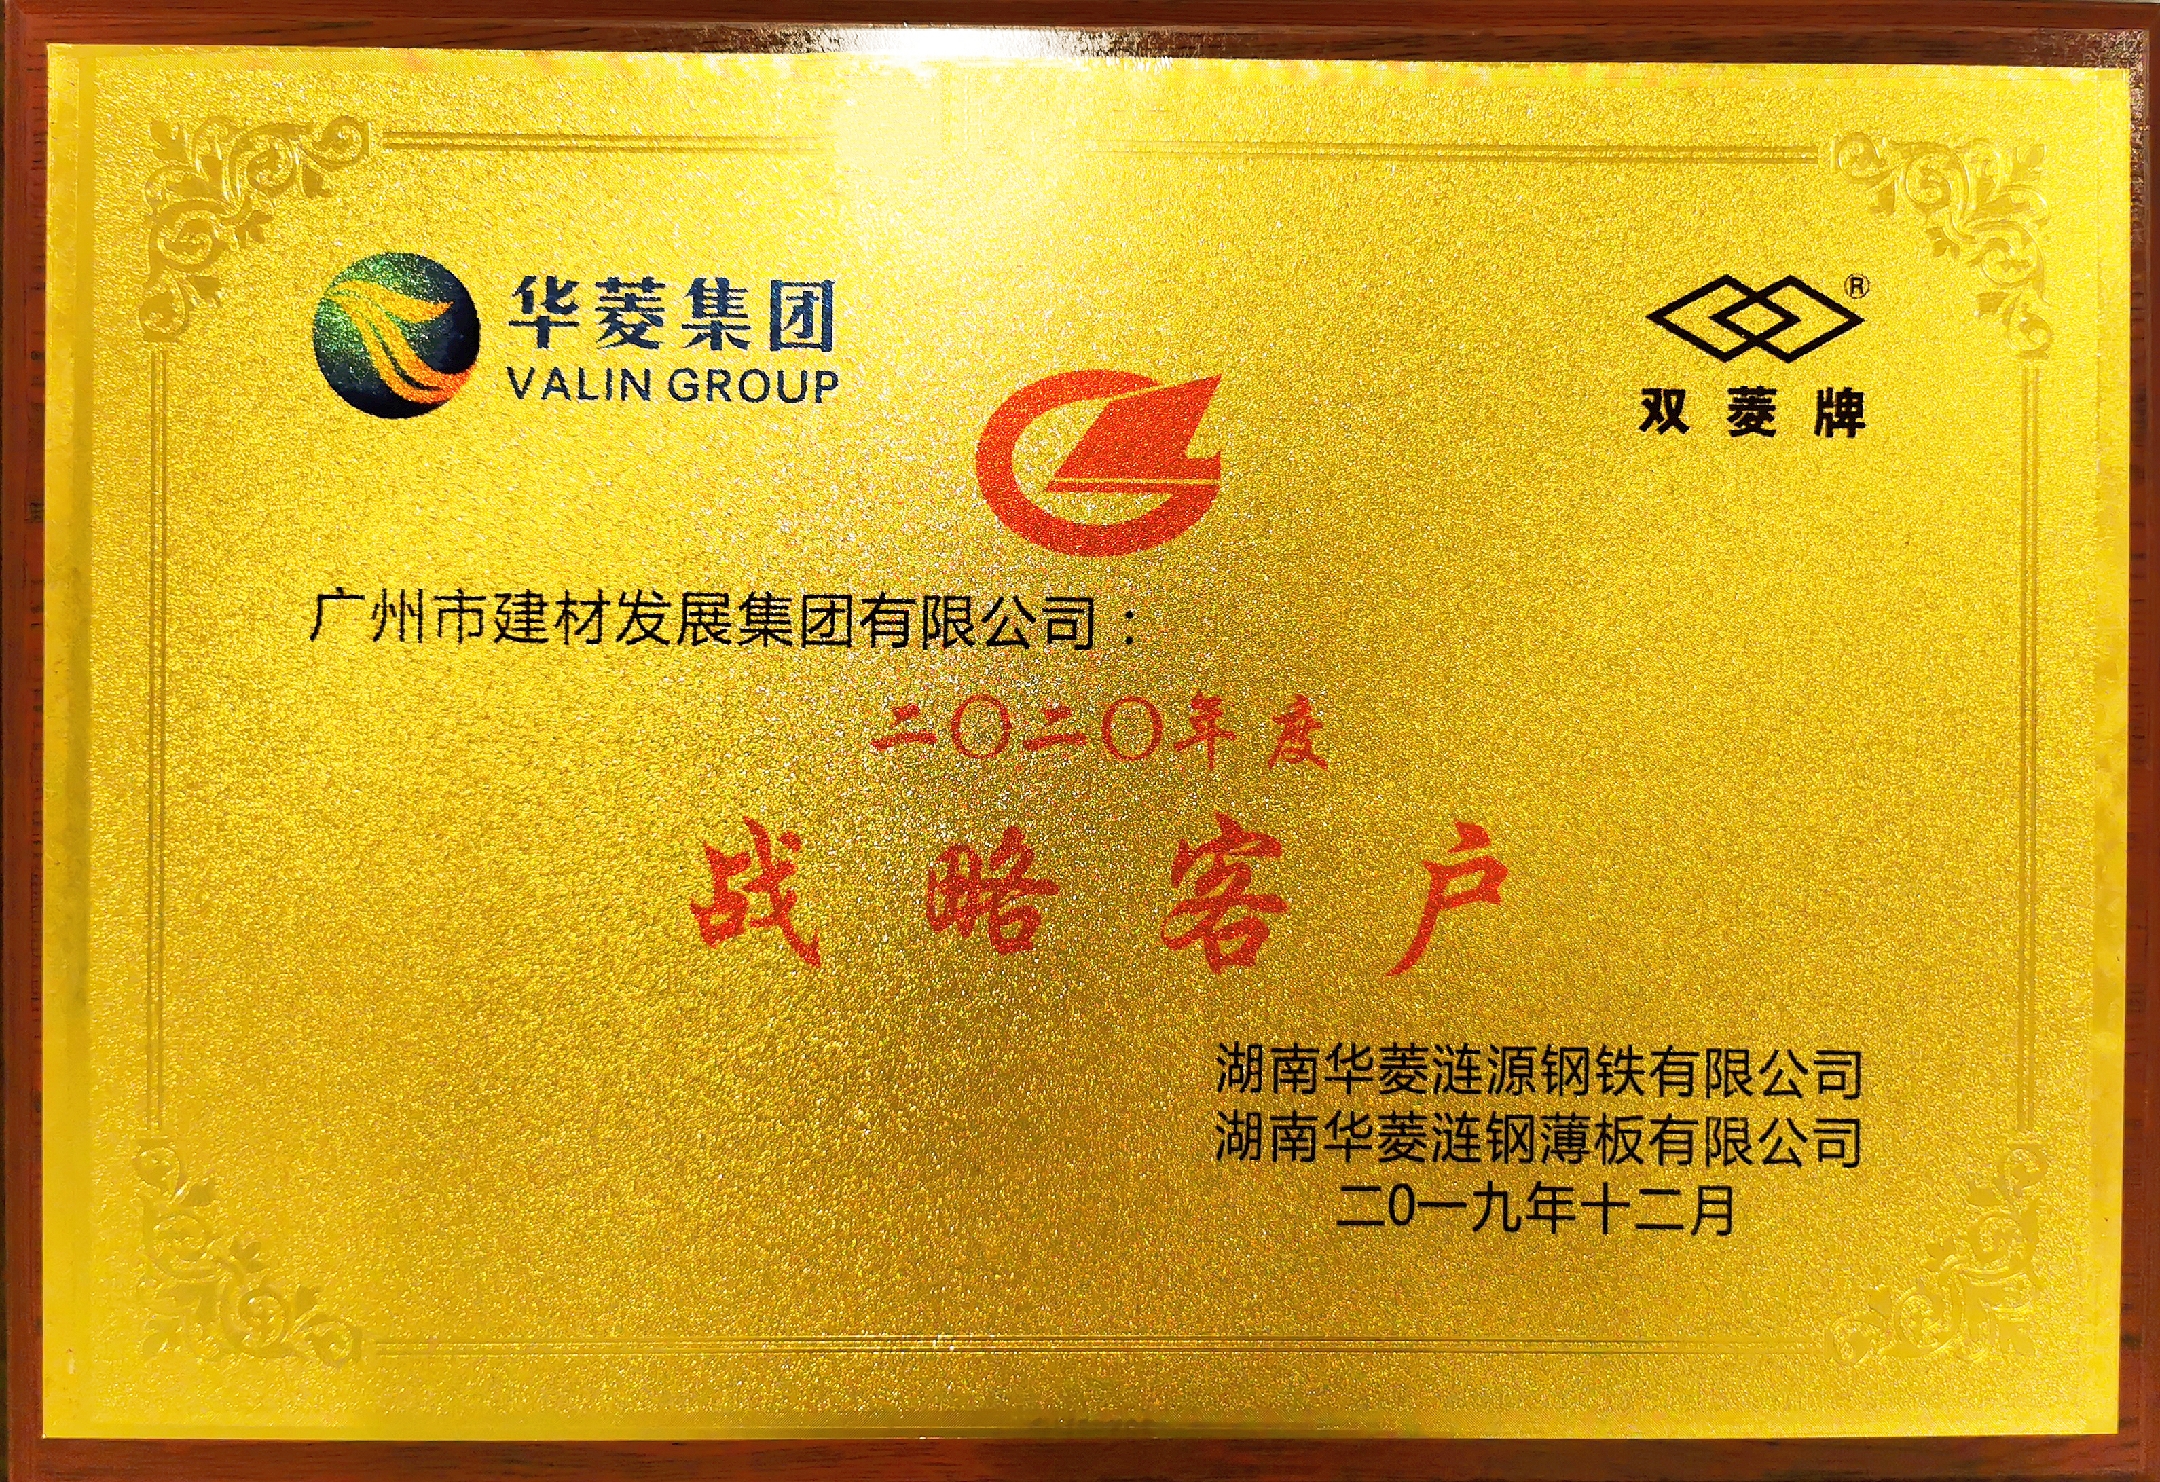 华菱集团
VALIN GROUP
®
双菱牌
广州市建材发展集团有限公司：
二〇二〇年度
战略客户
湖南华菱涟源钢铁有限公司
湖南华菱涟钢薄板有限公司
二0一九年十二月